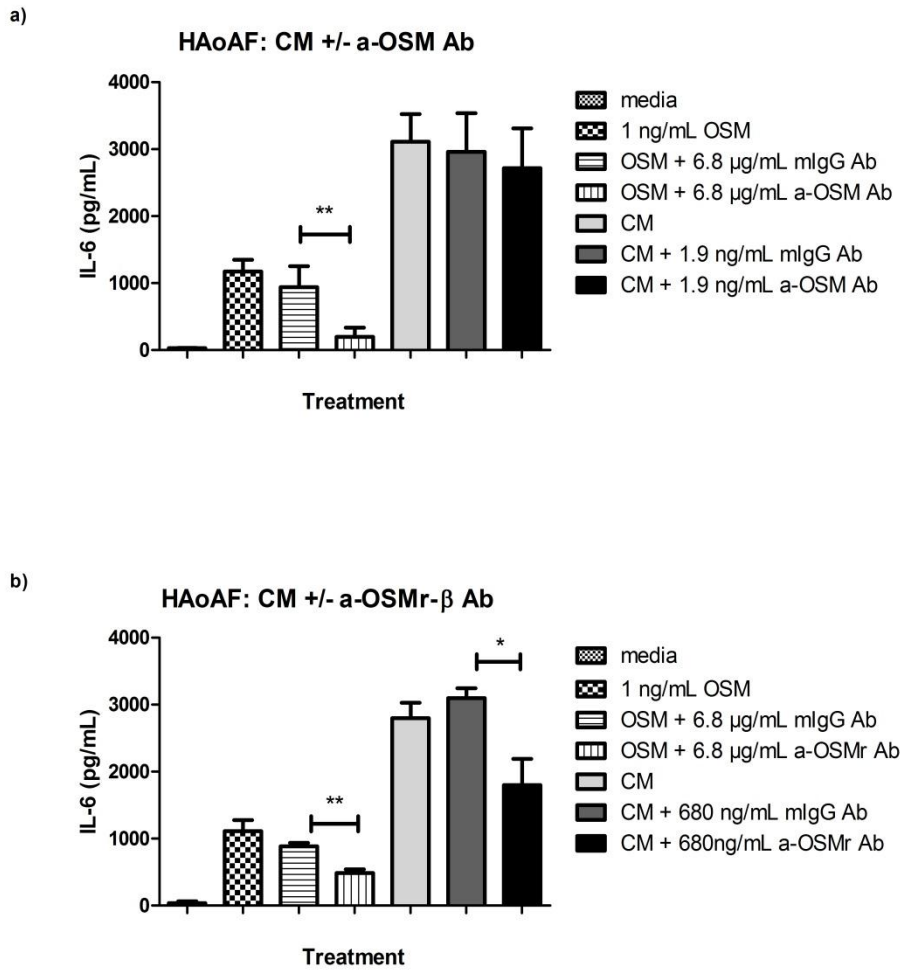 a)
HAoAF: CM +/- a-OSM Ab
4000
3000
2000
1000
0
IL-6 (pg/mL)
**
Treatment
media
1 ng/mL OSM
OSM + 6.8 µg/mL mIgG Ab
OSM + 6.8 µg/mL a-OSM Ab
CM
CM + 1.9 ng/mL mIgG Ab
CM + 1.9 ng/mL a-OSM Ab
b)
HAoAF: CM +/- a-OSMr-β Ab
4000
3000
2000
1000
0
IL-6 (pg/mL)
**
*
Treatment
media
1 ng/mL OSM
OSM + 6.8 µg/mL mIgG Ab
OSM + 6.8 µg/mL a-OSMr Ab
CM
CM + 680 ng/mL mIgG Ab
CM + 680ng/mL a-OSMr Ab